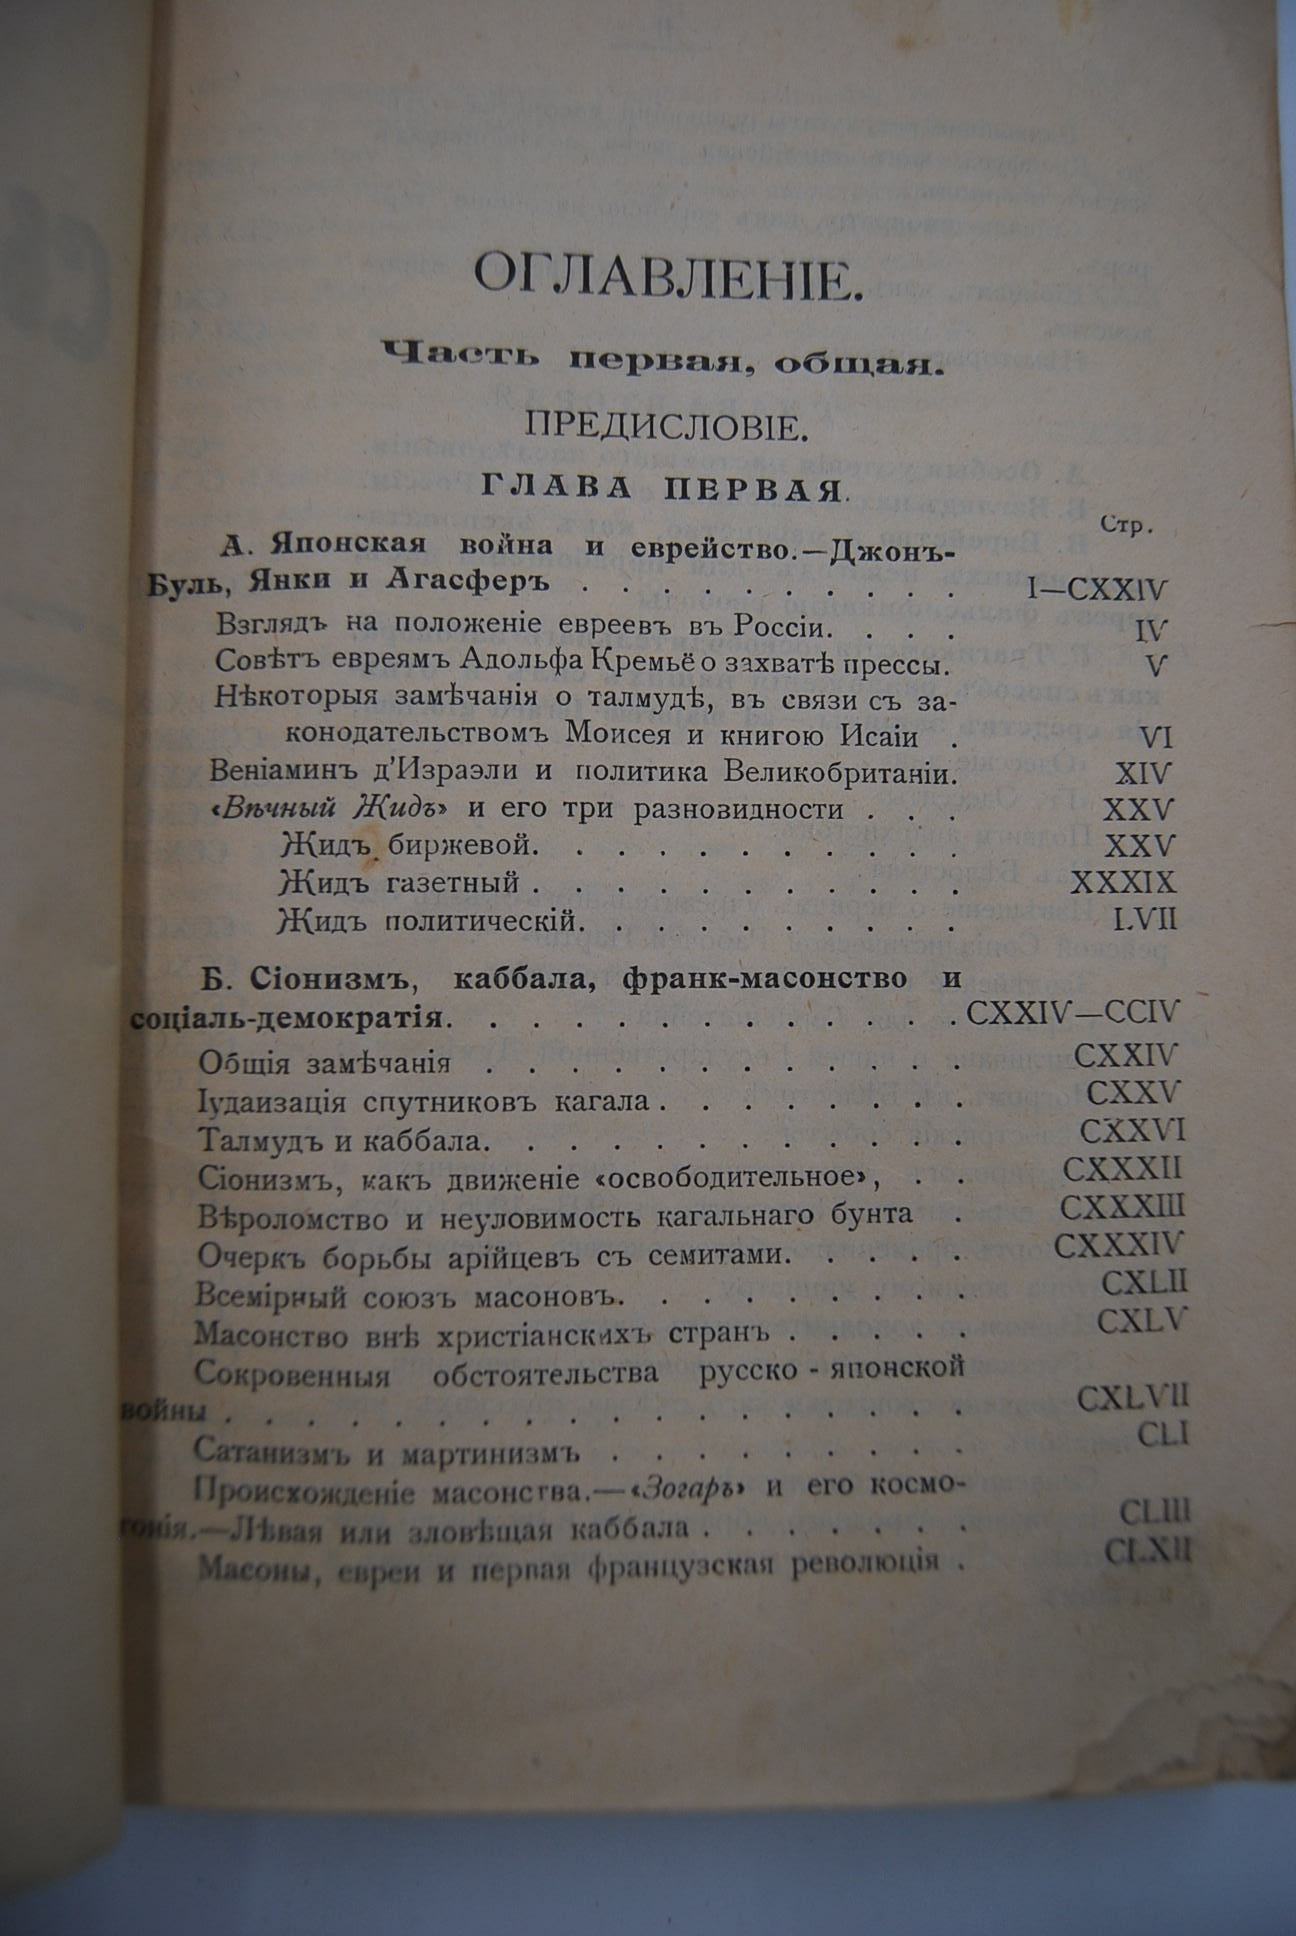 ОГЛАВЛЕНІЕ.
Часть первая, общая.
ПРЕДИСЛОВІЕ.
ГЛАВА ПЕРВАЯ.
Стр.
А. Японская война и еврейство.—Джонъ-
Буль, Янки и Агасферъ . . . . . . . . . . I—CXXIV
Взглядъ на положеніе евреевъ въ Россіи. . . . IV
Совѣтъ евреямъ Адольфа Кремьё о захватѣ прессы. V
Нѣкоторыя замѣчанія о талмудѣ, въ связи съ за-
конодательствомъ Моисея и книгою Исаіи . VI
Веніаминъ д'Израэли и политика Великобританіи. XIV
«Вѣчный Жидъ» и его три разновидности . . . XXV
Жидъ биржевой. . . . . . . . . . XXV
Жидъ газетный . . . . . . . . . . XXXIX
Жидъ политическій. . . . . . . . . LVII
Б. Сіонизмъ, каббала, франк-масонство и
соціаль-демократія. . . . . . . . . . . . CXXIV—CCIV
Общія замѣчанія . . . . . . . . . . . CXXIV
Іудаизація спутниковъ кагала . . . . . . . . CXXV
Талмудъ и каббала. . . . . . . . . . . CXXVI
Сіонизмъ, какъ движеніе «освободительное», . . CXXXII
Вѣроломство и неуловимость кагальнаго бунта . CXXXIII
Очеркъ борьбы арійцевъ съ семитами. . . . . CXXXIV
Всемірный союзъ масоновъ. . . . . . . . . CXLII
Масонство внѣ христіанскихъ стран . . . . . CXLV
Сокровенныя обстоятельства русско - японской
войны . . . . . . . . . . . . . . . . CXLVII
Сатанизмъ и мартинизмъ . . . . . . . . CLI
Происхожденіе масонства.—«Зогаръ» и его космо-
гонія.—Лѣвая или зловѣщая каббала . . . . . . . CLIII
Масоны, евреи и первая французская революція . CLXII